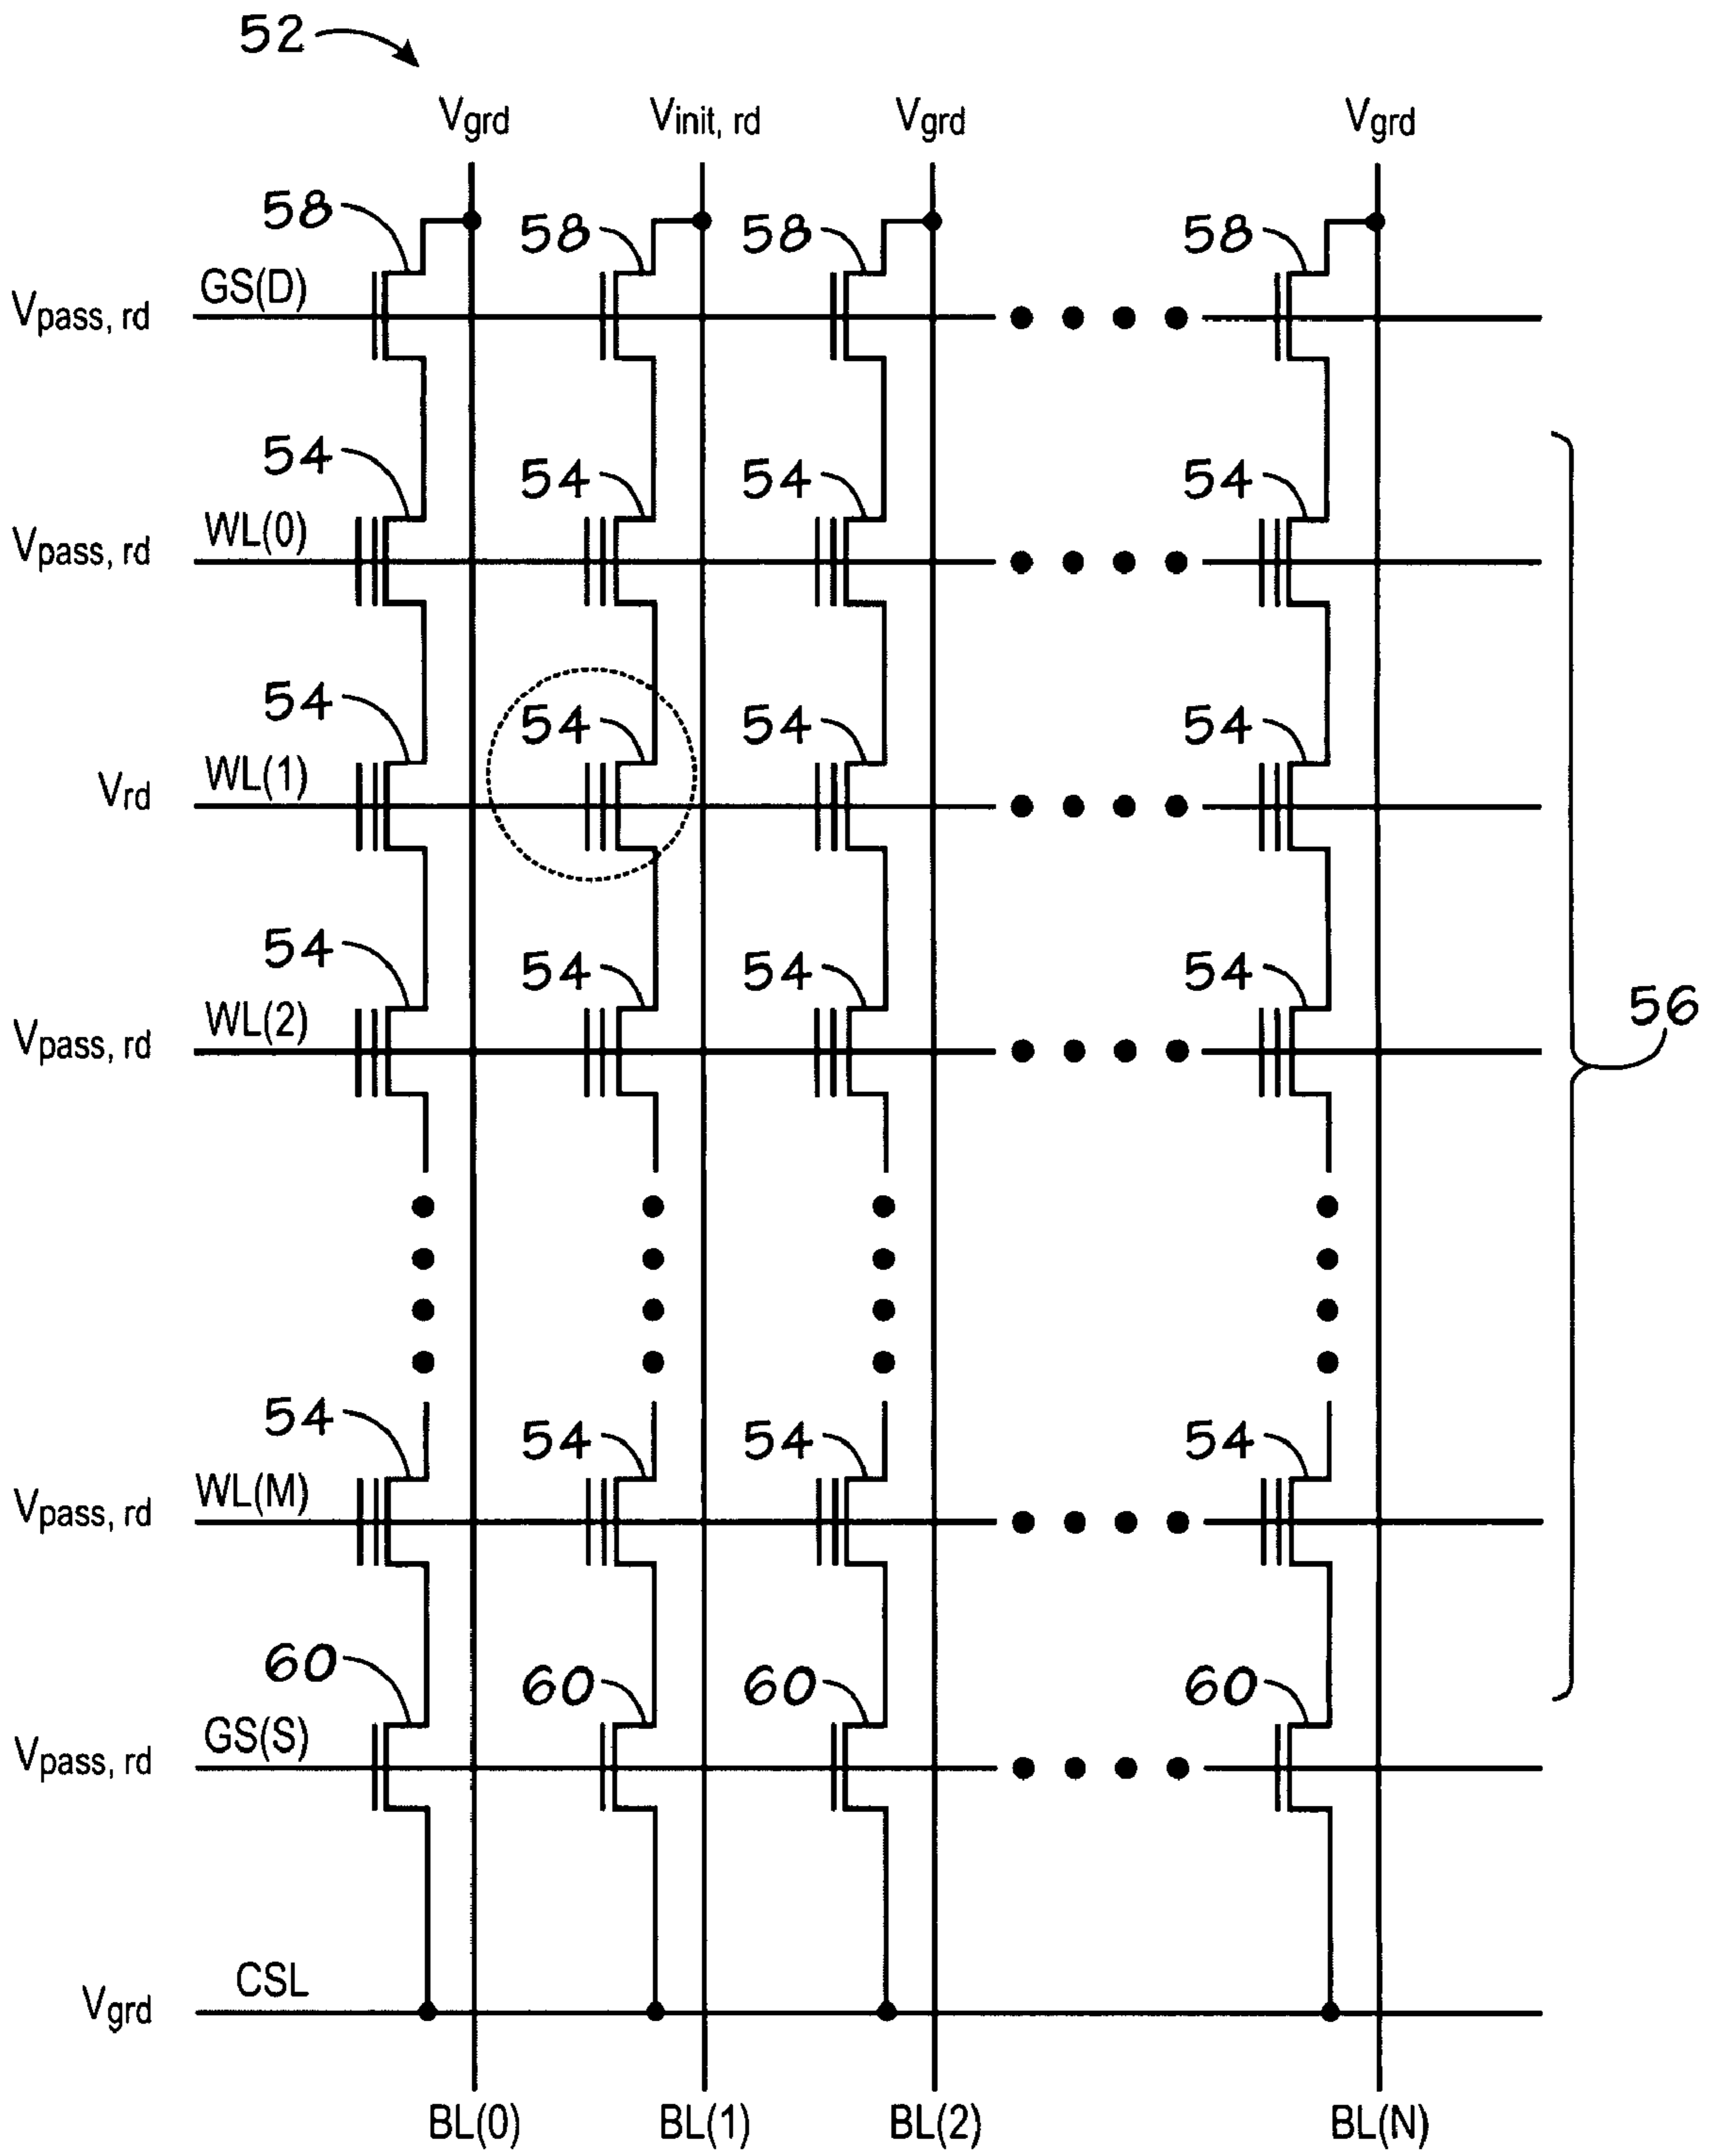 52
Vgrd Vinit, rd Vgrd Vgrd
58 58 58 58
Vpass, rd GS(D)
54 54 54 54
Vpass, rd WL(0)
54 54 54 54
Vrd WL(1)
54 54 54 54
Vpass, rd WL(2)
56
54 54 54 54
Vpass, rd WL(M)
60 60 60 60
Vpass, rd GS(S)
Vgrd CSL
BL(0) BL(1) BL(2) BL(N)